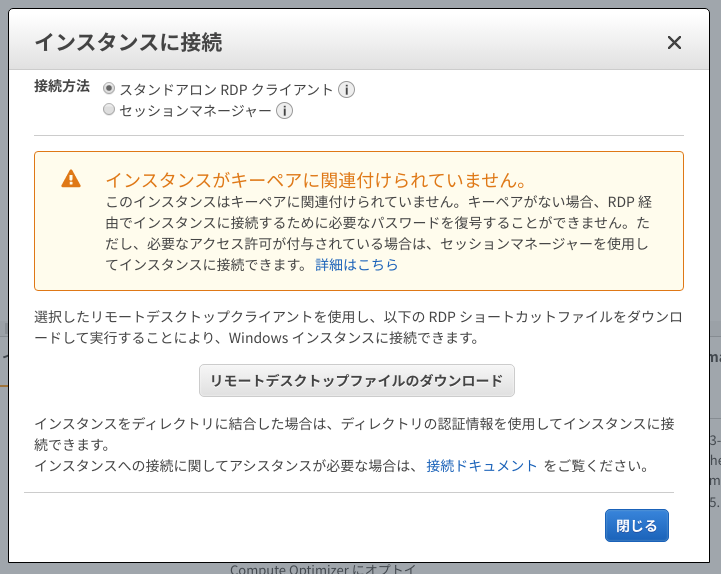 インスタンスに接続
接続方法
スタンドアロン RDP クライアント
セッションマネージャー
インスタンスがキーペアに関連付けられていません。
このインスタンスはキーペアに関連付けられていません。キーペアがない場合、RDP 経
由でインスタンスに接続するために必要なパスワードを復号することができません。た
だし、必要なアクセス許可が付与されている場合は、セッションマネージャーを使用し
てインスタンスに接続できます。詳細はこちら
選択したリモートデスクトップクライアントを使用し、以下の RDP ショートカットファイルをダウンロ
ードして実行することにより、Windows インスタンスに接続できます。
リモートデスクトップファイルのダウンロード
インスタンスをディレクトリに結合した場合は、ディレクトリの認証情報を使用してインスタンスに接
続できます。
インスタンスへの接続に関してアシスタンスが必要な場合は、 接続ドキュメント をご覧ください。
閉じる
Compute Optimizer にオプトイ